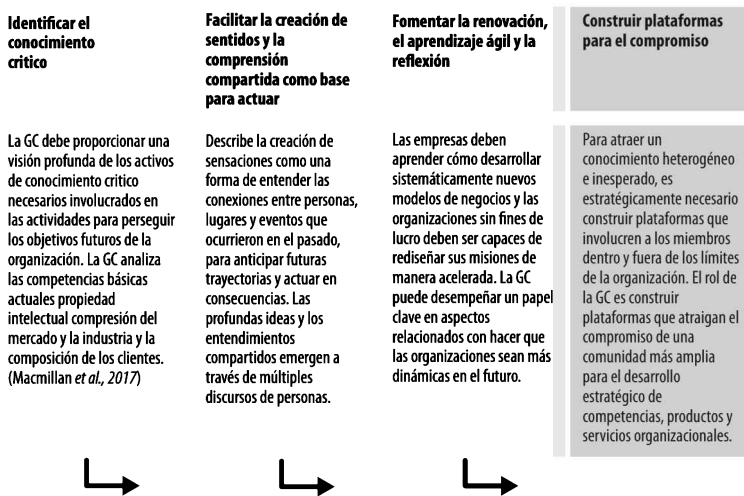 Identificar el
conocimiento
critico
La GC debe proporcionar una
visión profunda de los activos
de conocimiento critico
necesarios involucrados en
las actividades para perseguir
los objetivos futuros de la
organización. La GC analiza
las competencias básicas
actuales propiedad
intelectual compresión del
mercado y la industria y la
composición de los clientes.
(Macmillan et al., 2017)
Facilitar la creación de
sentidos y la
comprensión
compartida como base
para actuar
Describe la creación de
sensaciones como una
forma de entender las
conexiones entre personas,
lugares y eventos que
ocurrieron en el pasado,
para anticipar futuras
trayectorias y actuar en
consecuencias. Las
profundas ideas y los
entendimientos
compartidos emergen a
través de múltiples
discursos de personas.
Fomentar la renovación,
el aprendizaje ágil y la
reflexión
Las empresas deben
aprender cómo desarrollar
sistemáticamente nuevos
modelos de negocios y las
organizaciones sin fines de
lucro deben ser capaces de
rediseñar sus misiones de
manera acelerada. La GC
puede desempeñar un papel
clave en aspectos
relacionados con hacer que
las organizaciones sean más
dinámicas en el futuro.
Construir plataformas
para el compromiso
Para atraer un
conocimiento heterogéneo
e inesperado, es
estratégicamente necesario
construir plataformas que
involucren a los miembros
dentro y fuera de los límites
de la organización. El rol de
la GC es construir
plataformas que atraigan el
compromiso de una
comunidad más amplia
para el desarrollo
estratégico de
competencias, productos y
servicios organizacionales.